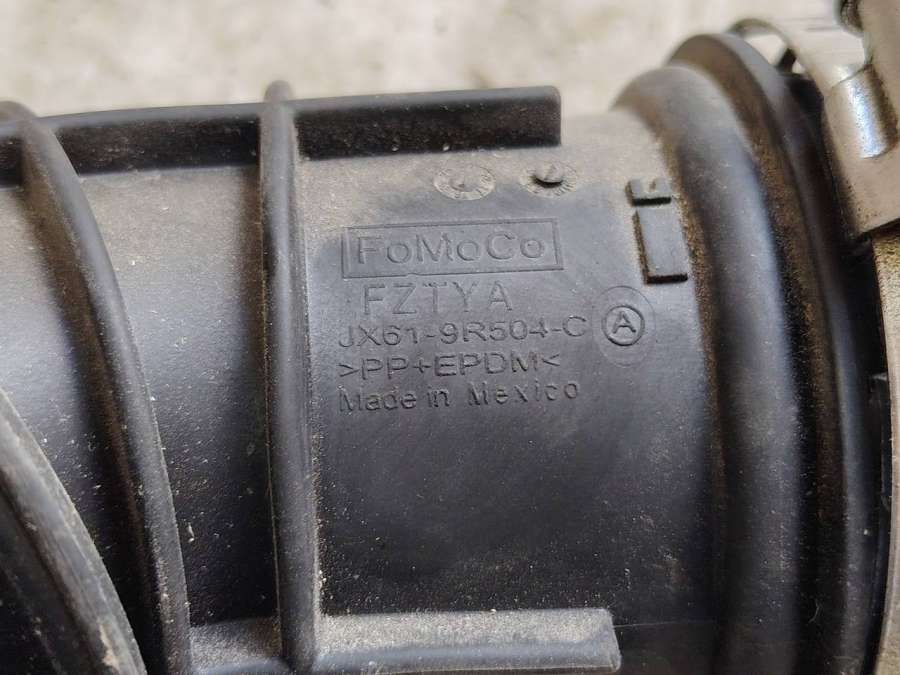 FoMoCo
FZTYA
JX61-9R504-C A
>PP+EPDM<
Made in Mexico